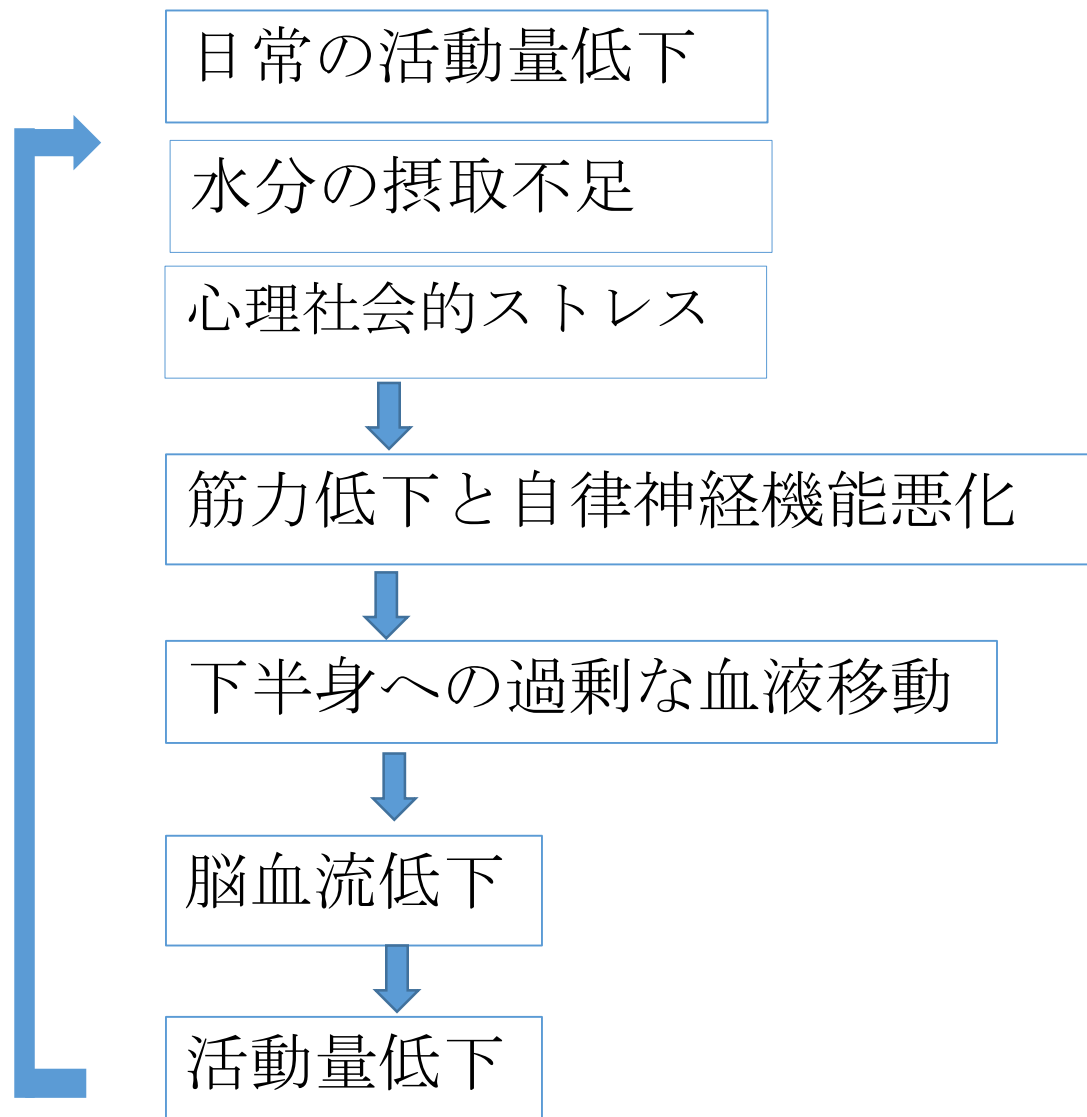 日常の活動量低下
水分の摂取不足
心理社会的ストレス
筋力低下と自律神経機能悪化
下半身への過剰な血液移動
脳血流低下
活動量低下